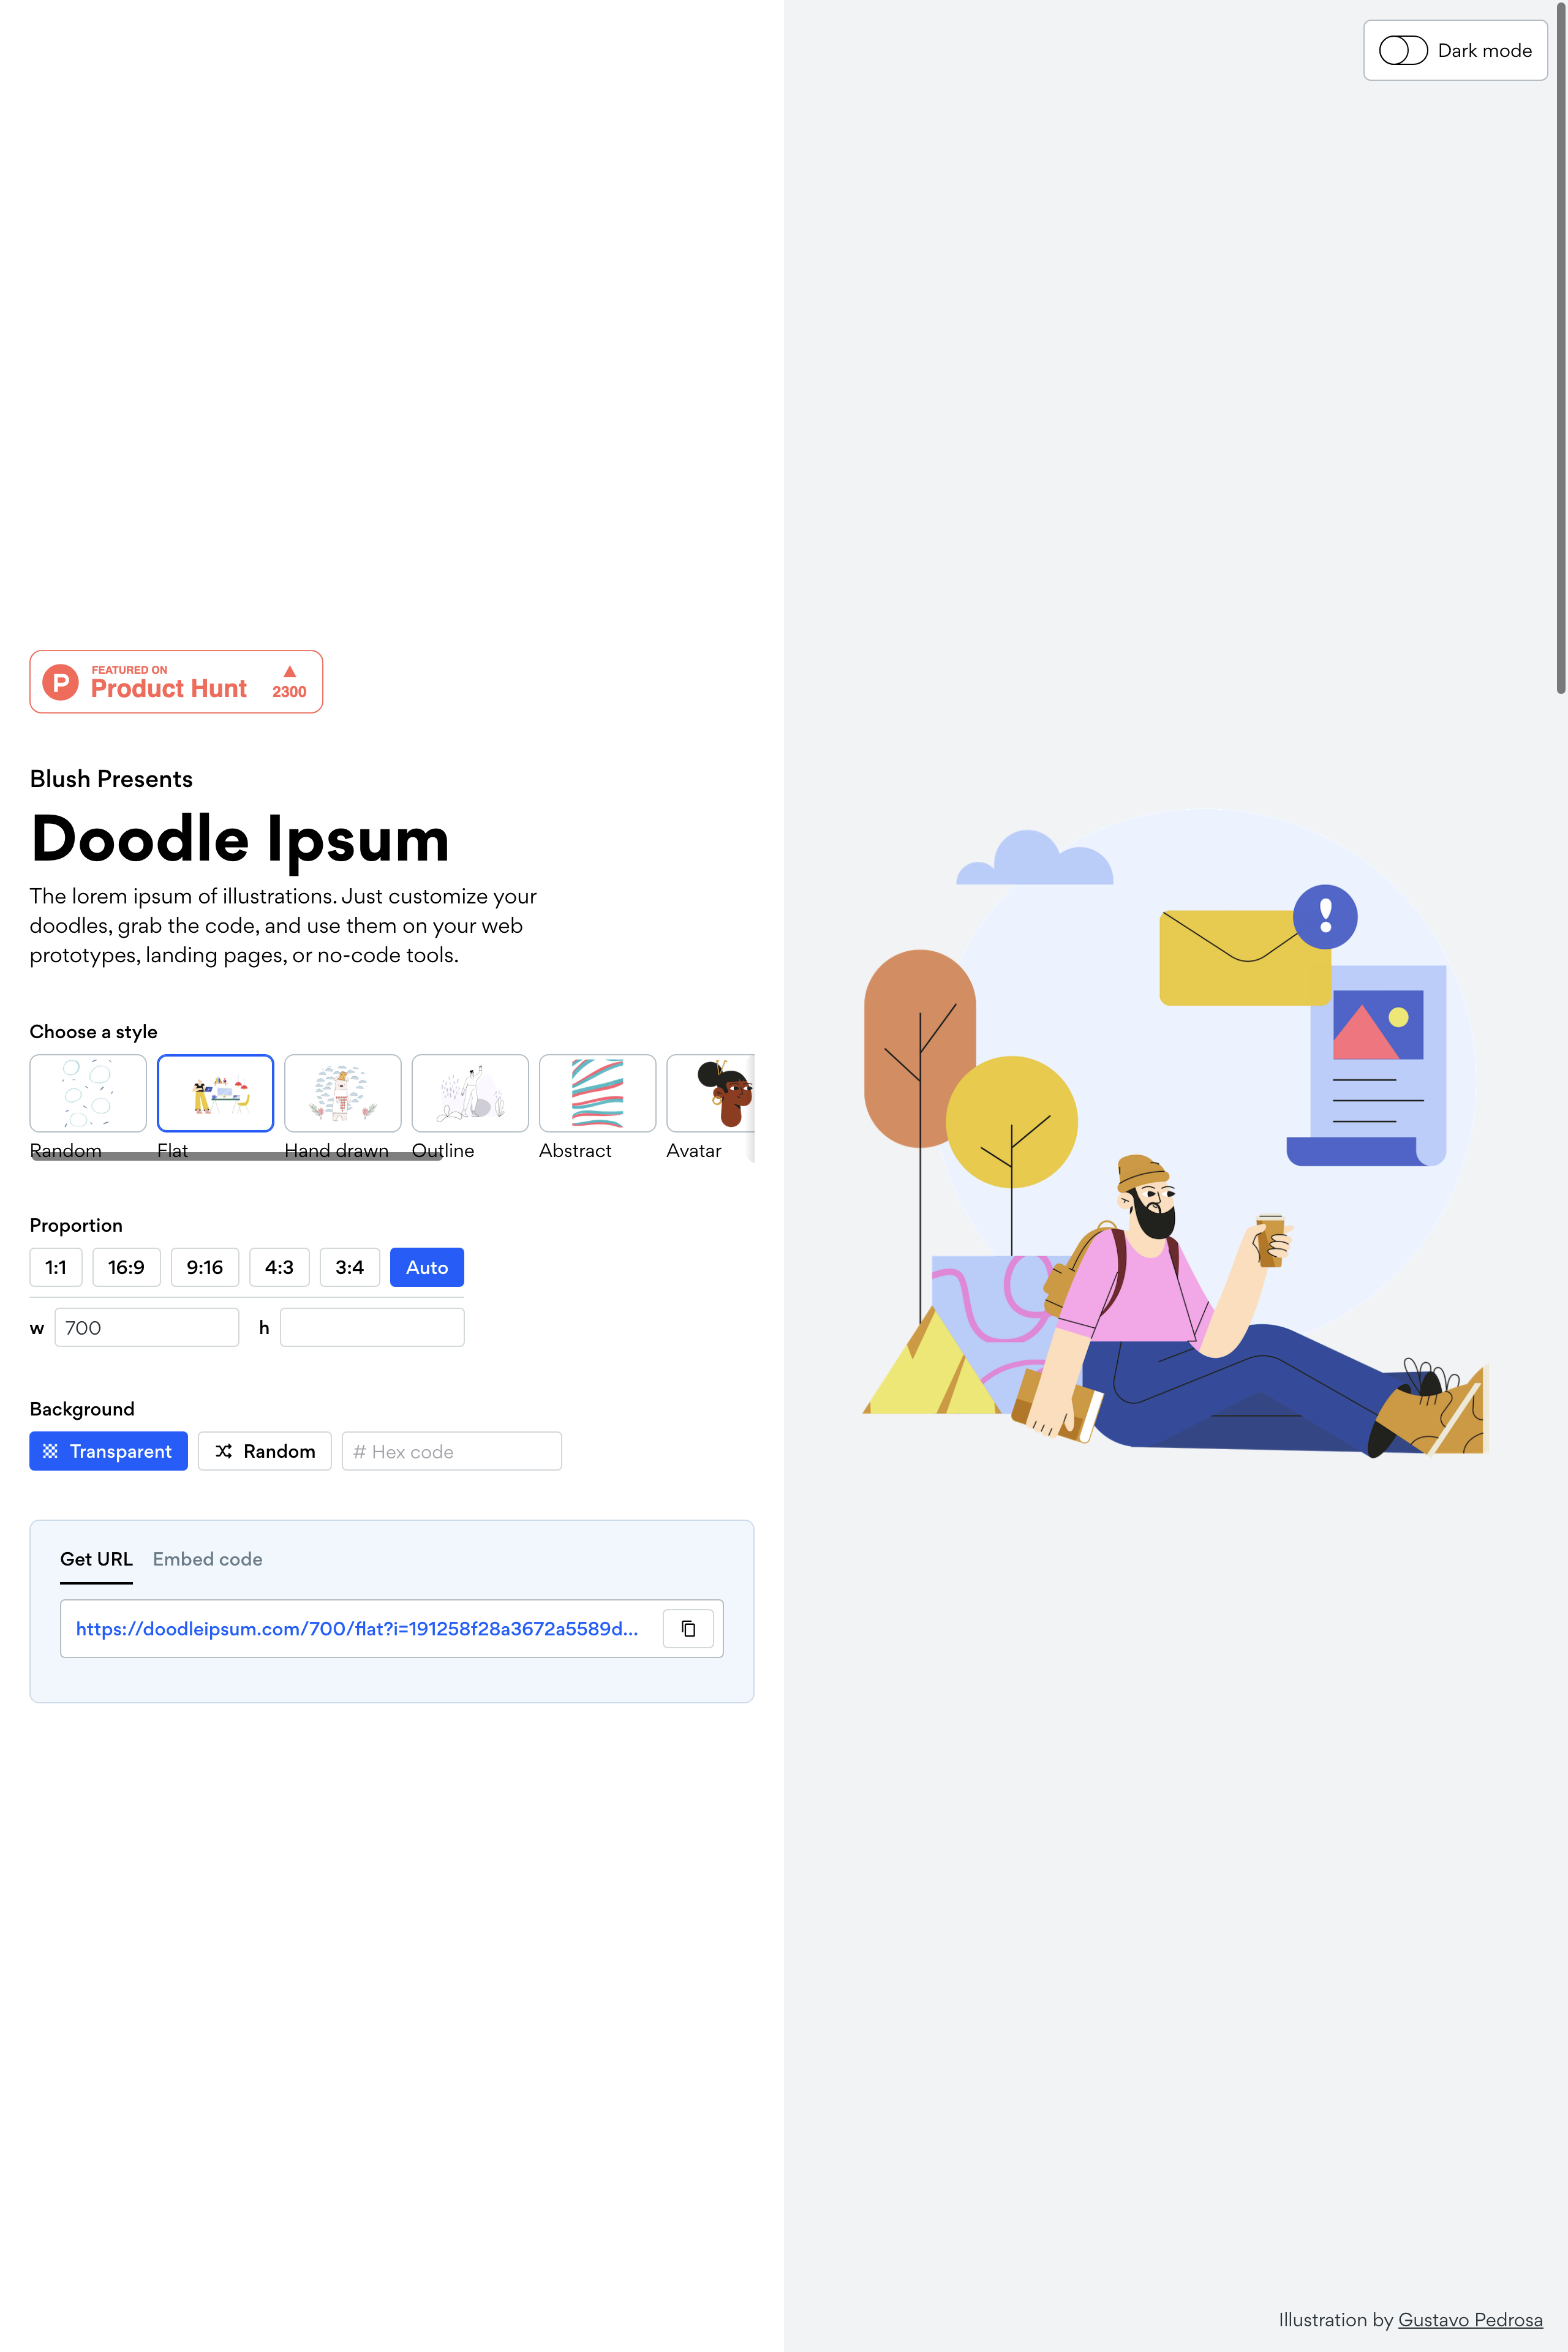 Dark mode
FEATURED ON
Product Hunt
2300
Blush Presents
Doodle Ipsum
The lorem ipsum of illustrations. Just customize your
doodles, grab the code, and use them on your web
prototypes, landing pages, or no-code tools.
Choose a style
Random Flat Hand drawn Outline Abstract Avatar
Proportion
1:1 16:9 9:16 4:3 3:4 Auto
w 700 h
Background
Transparent Random # Hex code
Get URL Embed code
https://doodleipsum.com/700/flat?i=191258f28a3672a5589d...
Illustration by Gustavo Pedrosa